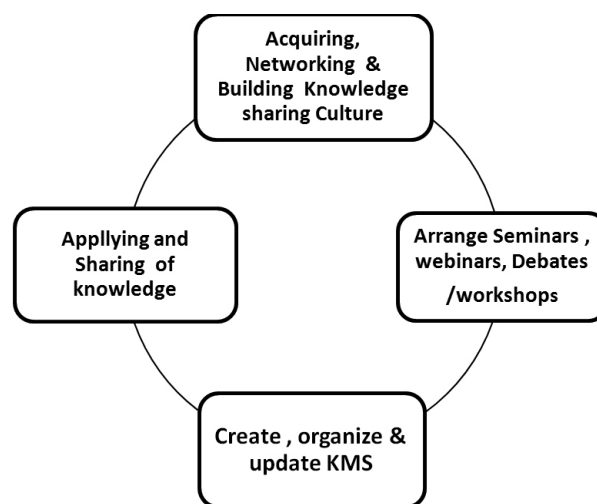 Acquiring,
Networking &
Building Knowledge
sharing Culture
Appllying and
Sharing of
knowledge
Arrange Seminars ,
webinars, Debates
/workshops
Create , organize &
update KMS